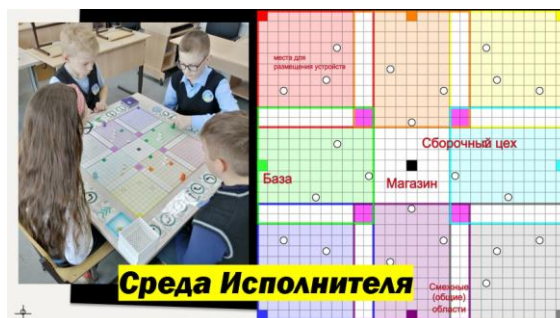 места для
размещения устройств
Сборочный цех
База
Магазин
Среда Исполнителя
Смежные
(общие)
области